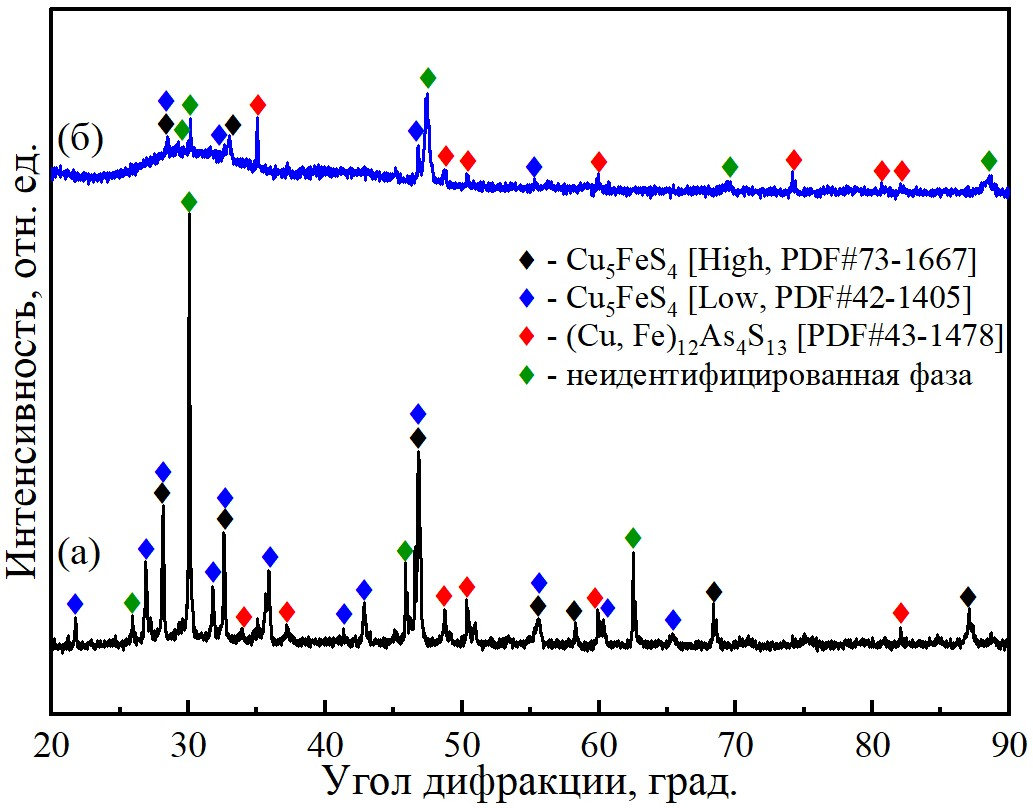 Интенсивность, отн. ед.
(б)
- Cu₅FeS₄ [High, PDF#73-1667]
- Cu₅FeS₄ [Low, PDF#42-1405]
- (Cu, Fe)₁₂As₄S₁₃ [PDF#43-1478]
- неидентифицированная фаза
(а)
20 30 40 50 60 70 80 90
Угол дифракции, град.